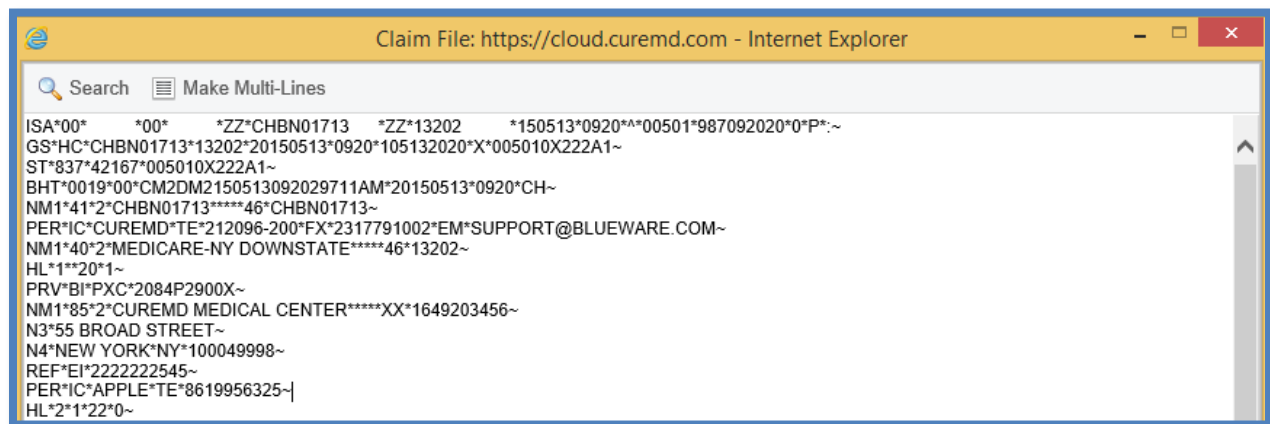 Claim File: https://cloud.curemd.com - Internet Explorer
Search Make Multi-Lines
ISA*00*          *00*          *ZZ*CHBN01713      *ZZ*13202          *150513*0920*^*00501*987092020*0*P*:~
GS*HC*CHBN01713*13202*20150513*0920*105132020*X*005010X222A1~
ST*837*42167*005010X222A1~
BHT*0019*00*CM2DM2150513092029711AM*20150513*0920*CH~
NM1*41*2*CHBN01713*****46*CHBN01713~
PER*IC*CUREMD*TE*212096-200*FX*2317791002*EM*SUPPORT@BLUEWARE.COM~
NM1*40*2*MEDICARE-NY DOWNSTATE*****46*13202~
HL*1**20*1~
PRV*BI*PXC*2084P2900X~
NM1*85*2*CUREMD MEDICAL CENTER*****XX*1649203456~
N3*55 BROAD STREET~
N4*NEW YORK*NY*100049998~
REF*EI*2222222545~
PER*IC*APPLE*TE*8619956325~
HL*2*1*22*0~